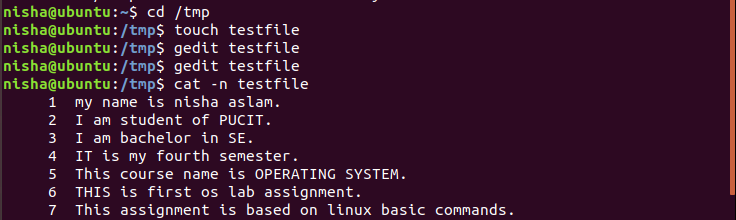 nisha@ubuntu:~$ cd /tmp
nisha@ubuntu:/tmp$ touch testfile
nisha@ubuntu:/tmp$ gedit testfile
nisha@ubuntu:/tmp$ gedit testfile
nisha@ubuntu:/tmp$ cat -n testfile
1 my name is nisha aslam.
2 I am student of PUCIT.
3 I am bachelor in SE.
4 IT is my fourth semester.
5 This course name is OPERATING SYSTEM.
6 THIS is first os lab assignment.
7 This assignment is based on linux basic commands.